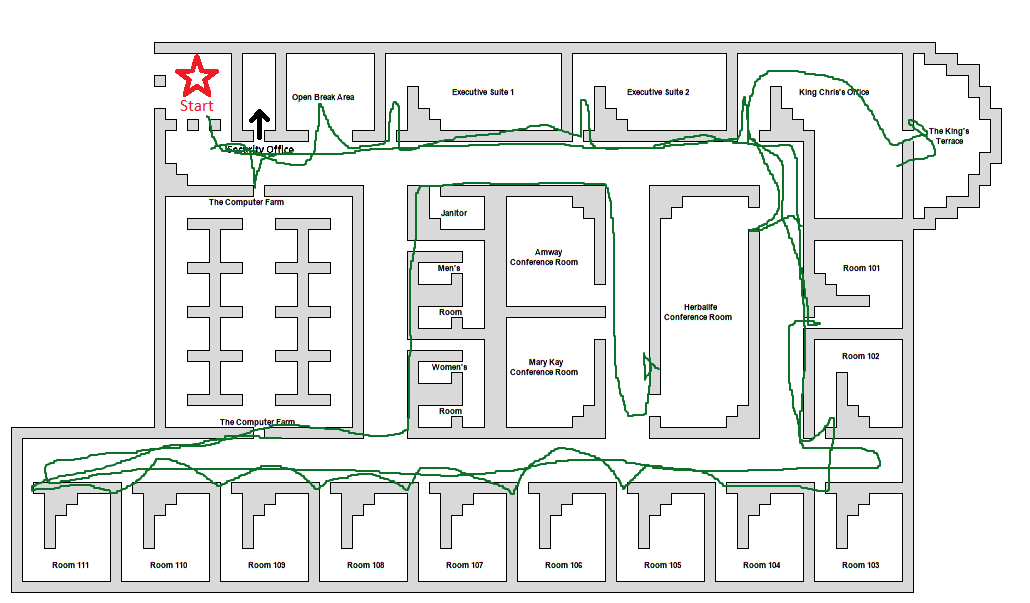 Start
Open Break Area
Executive Suite 1
Executive Suite 2
King Chris's Office
The King's
Terrace
Security Office
The Computer Farm
Janitor
Men's
Room
Women's
Room
Amway
Conference Room
Mary Kay
Conference Room
Herbalife
Conference Room
Room 101
Room 102
The Computer Farm
Room 111
Room 110
Room 109
Room 108
Room 107
Room 106
Room 105
Room 104
Room 103